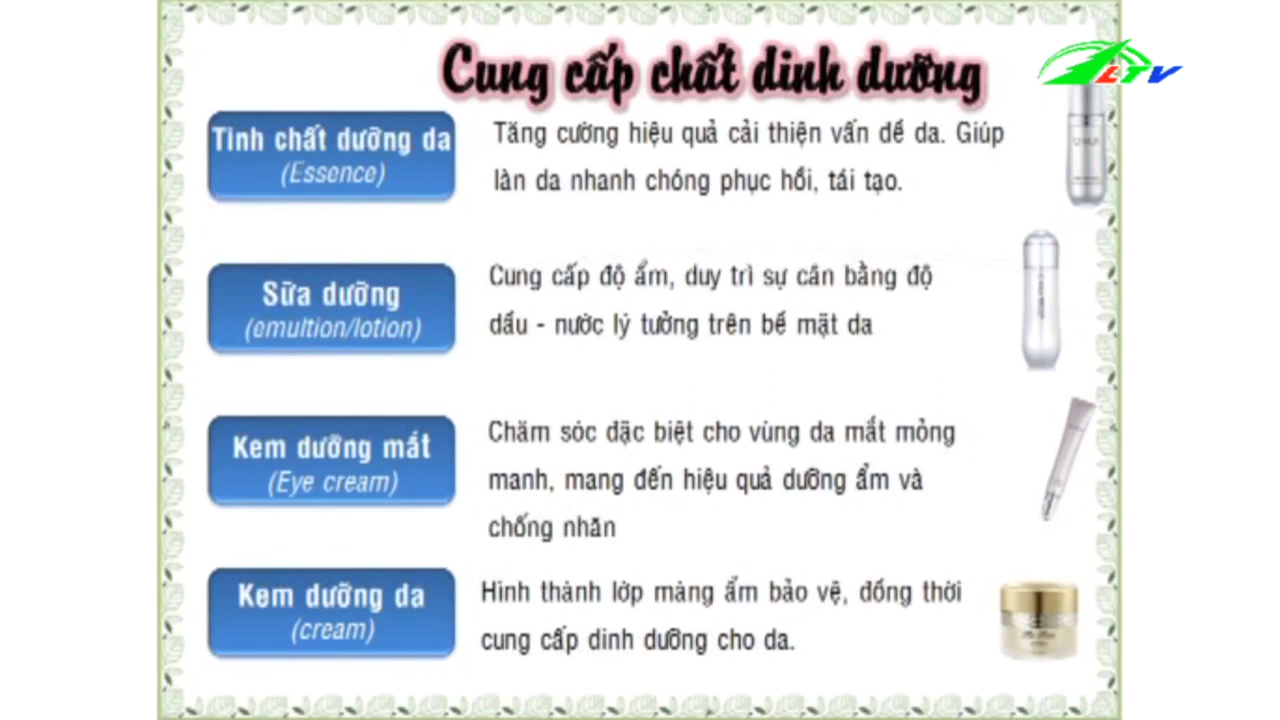 LTV
Cung cấp chất dinh dưỡng
Tinh chất dưỡng da
(Essence)
Tăng cường hiệu quả cải thiện vấn dề da. Giúp
làn da nhanh chóng phục hồi, tái tạo.
Sữa dưỡng
(emultion/lotion)
Cung cấp độ ẩm, duy trì sự cân bằng độ
dầu - nước lý tưởng trên bề mặt da
Kem dưỡng mắt
(Eye cream)
Chăm sóc đặc biệt cho vùng da mắt mỏng
manh, mang đến hiệu quả dưỡng ẩm và
chống nhăn
Kem dưỡng da
(cream)
Hình thành lớp màng ẩm bảo vệ, đồng thời
cung cấp dinh dưỡng cho da.